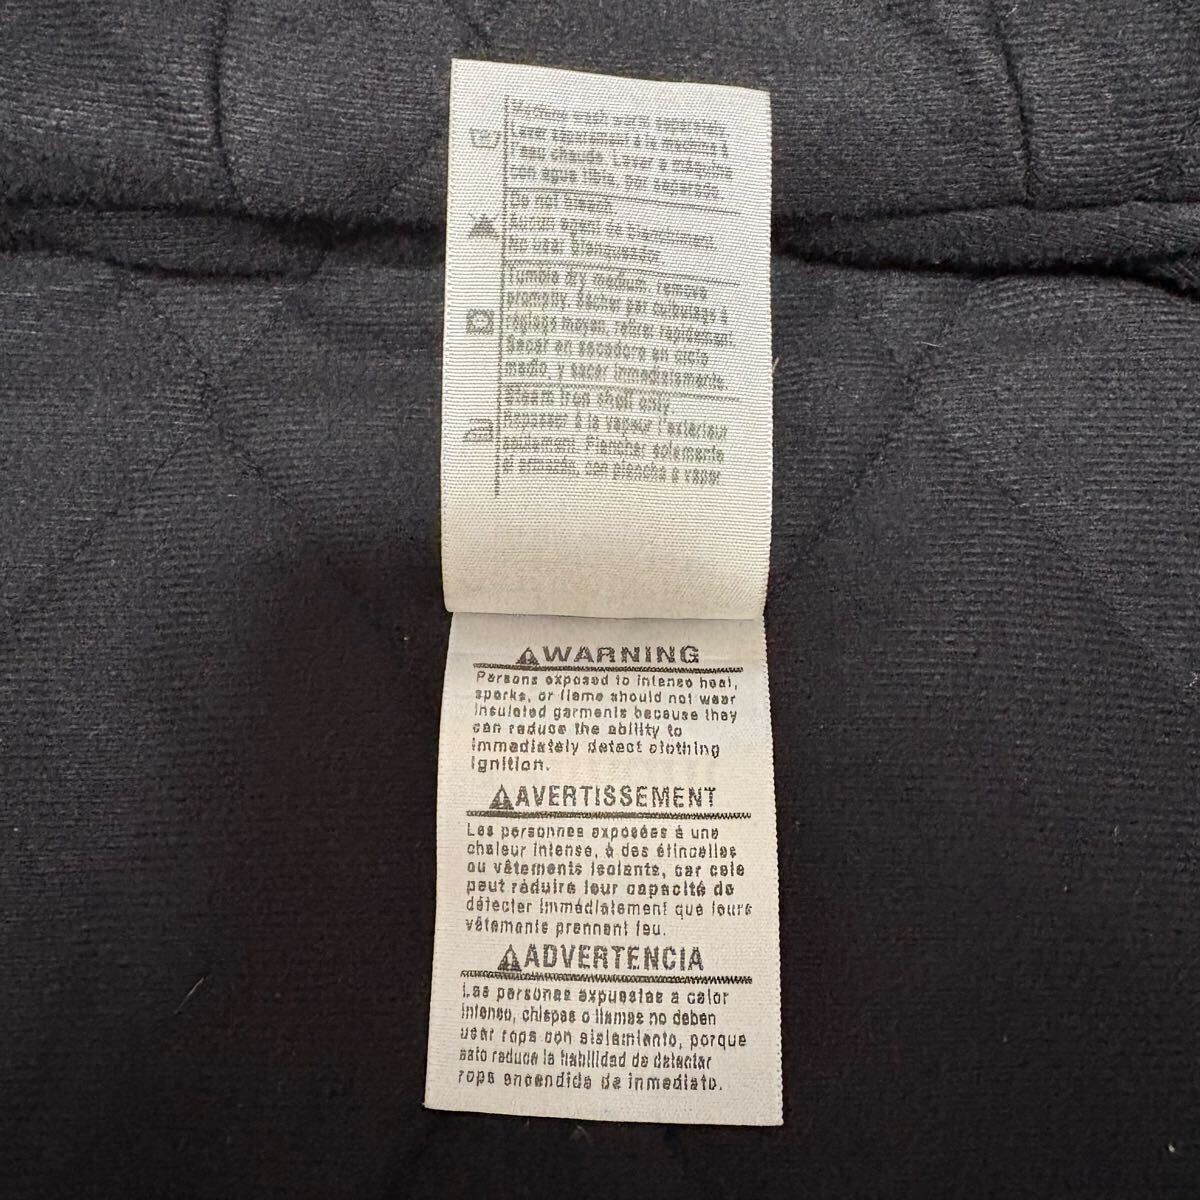 Machine wash warm separately.
Laver séparément à la machine à
l'eau chaude. Lavar a máquina
con agua tibia, por separado.
Do not bleach.
Aucun agent de blanchiment.
No usar blanqueador.
Tumble dry medium, remove
promptly. Sécher par culbutage à
réglage moyen, retirer rapidement.
Secar en secadora en ciclo
medio, y sacar inmediatamente.
Steam iron shell only.
Repasser à la vapeur l'extérieur
seulement. Planchar solamente
el armazón, con plancha a vapor
WARNING
Persons exposed to intense heat,
sparks, or flame should not wear
insulated garments because they
can reduce the ability to
immediately detect clothing
ignition.
AVERTISSEMENT
Les personnes exposées à une
chaleur intense, à des étincelles
ou vêtements isolants, car cela
peut réduire leur capacité de
détecter immédiatement que leurs
vêtements prennent feu.
ADVERTENCIA
Las personas expuestas a calor
intenso, chispas o llamas no deben
usar ropa con aislamiento, porque
esto reduce la habilidad de detectar
ropa encendida de inmediato.